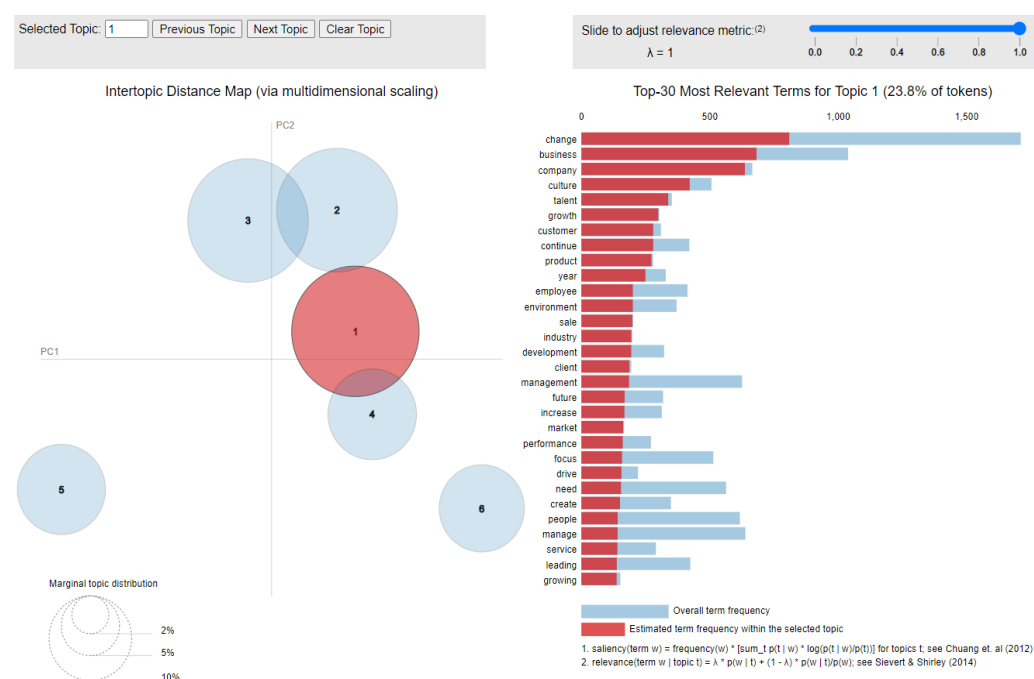 Selected Topic: 1 Previous Topic Next Topic Clear Topic
Slide to adjust relevance metric:(2)
λ = 1
0.0 0.2 0.4 0.6 0.8 1.0
Intertopic Distance Map (via multidimensional scaling)
PC2
PC1
3
2
1
4
5
6
Marginal topic distribution
2%
5%
10%
Top-30 Most Relevant Terms for Topic 1 (23.8% of tokens)
0 500 1,000 1,500
change
business
company
culture
talent
growth
customer
continue
product
year
employee
environment
sale
industry
development
client
management
future
increase
market
performance
focus
drive
need
create
people
manage
service
leading
growing
Overall term frequency
Estimated term frequency within the selected topic
1. saliency(term w) = frequency(w) * [sum_t p(t | w) * log(p(t | w)/p(t))] for topics t; see Chuang et. al (2012)
2. relevance(term w | topic t) = λ * p(w | t) + (1 - λ) * p(w | t)/p(w); see Sievert & Shirley (2014)